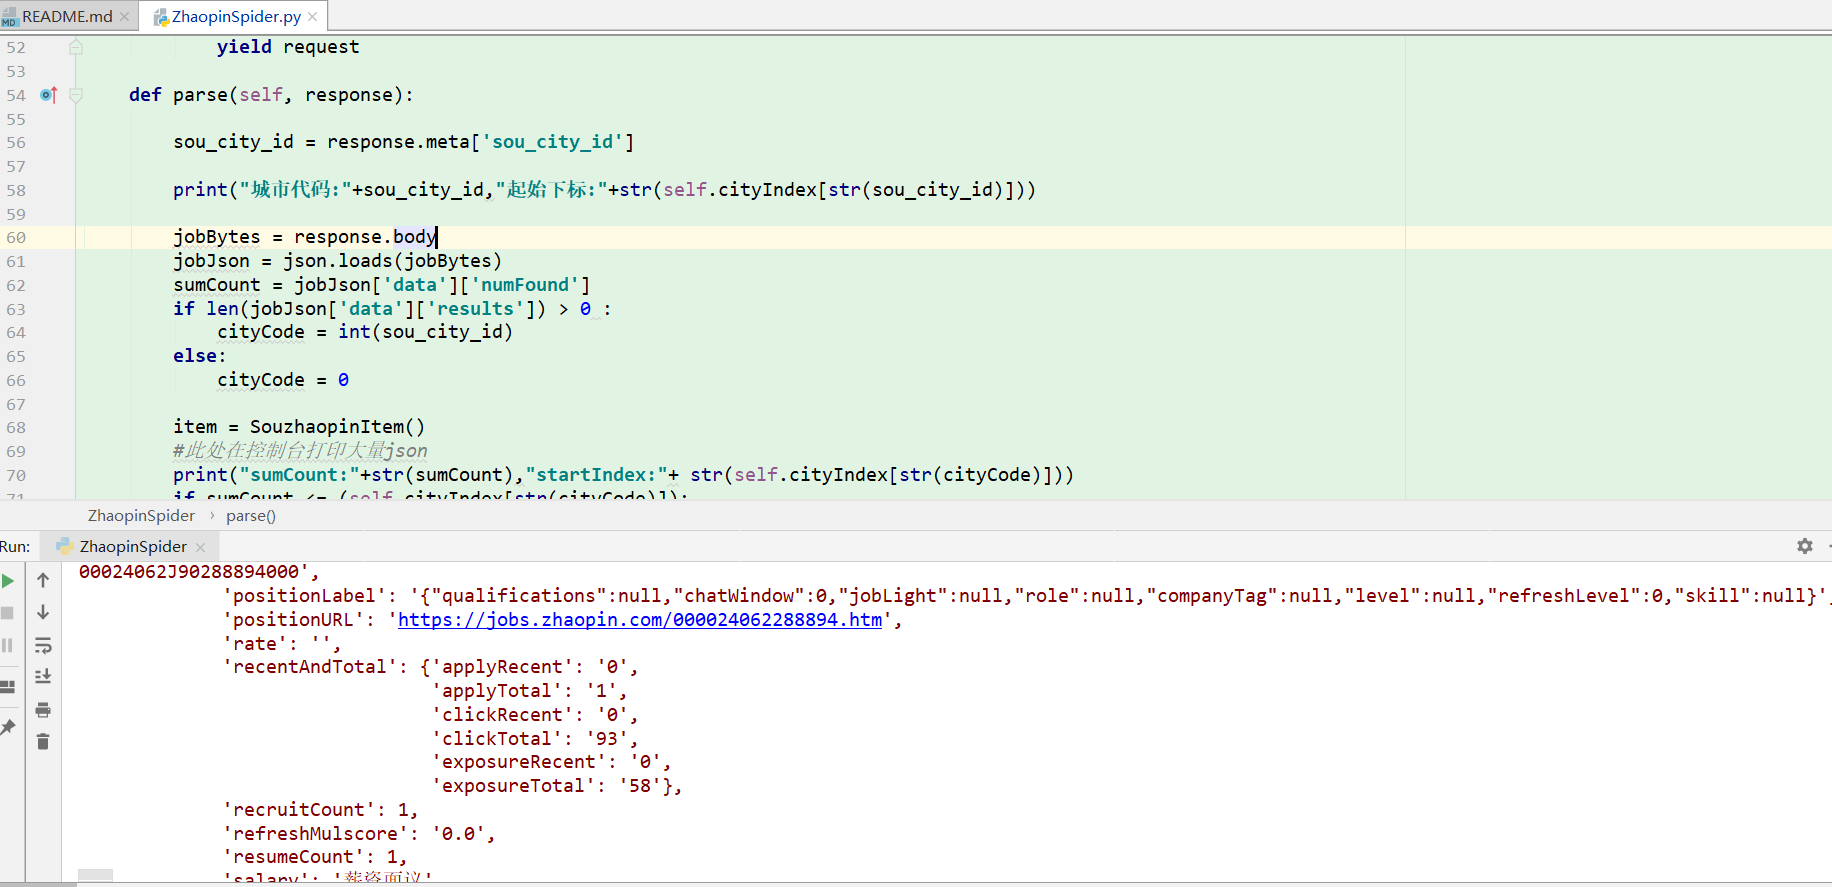 README.md
ZhaopinSpider.py
52 yield request
53
54 def parse(self, response):
55
56 sou_city_id = response.meta['sou_city_id']
57
58 print("城市代码:"+sou_city_id,"起始下标:"+str(self.cityIndex[str(sou_city_id)]))
59
60 jobBytes = response.body
61 jobJson = json.loads(jobBytes)
62 sumCount = jobJson['data']['numFound']
63 if len(jobJson['data']['results']) > 0 :
64 cityCode = int(sou_city_id)
65 else:
66 cityCode = 0
67
68 item = SouzhaopinItem()
69 #此处在控制台打印大量json
70 print("sumCount:"+str(sumCount),"startIndex:"+ str(self.cityIndex[str(cityCode)]))
71 if sumCount <= (self.cityIndex[str(cityCode)]):
ZhaopinSpider › parse()
Run: ZhaopinSpider
00024062J90288894000',
'positionLabel': '{"qualifications":null,"chatWindow":0,"jobLight":null,"role":null,"companyTag":null,"level":null,"refreshLevel":0,"skill":null}',
'positionURL': 'https://jobs.zhaopin.com/000024062288894.htm',
'rate': '',
'recentAndTotal': {'applyRecent': '0',
'applyTotal': '1',
'clickRecent': '0',
'clickTotal': '93',
'exposureRecent': '0',
'exposureTotal': '58'},
'recruitCount': 1,
'refreshMulscore': '0.0',
'resumeCount': 1,
'salary': '薪资面议'